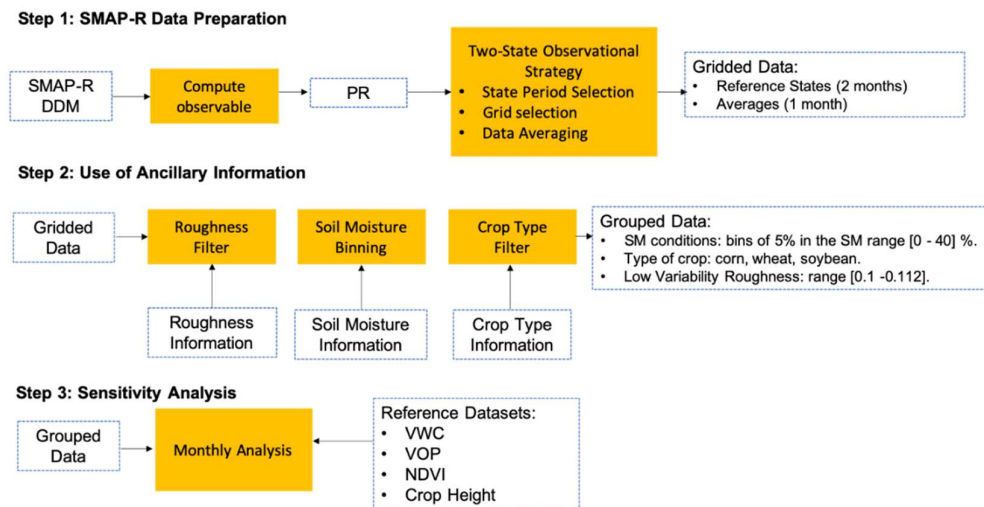 Step 1: SMAP-R Data Preparation
SMAP-R
DDM
Compute
observable
PR
Two-State Observational
Strategy
• State Period Selection
• Grid selection
• Data Averaging
Gridded Data:
• Reference States (2 months)
• Averages (1 month)
Step 2: Use of Ancillary Information
Gridded
Data
Roughness
Filter
Soil Moisture
Binning
Crop Type
Filter
Grouped Data:
• SM conditions: bins of 5% in the SM range [0 - 40] %.
• Type of crop: corn, wheat, soybean.
• Low Variability Roughness: range [0.1 -0.112].
Roughness
Information
Soil Moisture
Information
Crop Type
Information
Step 3: Sensitivity Analysis
Grouped
Data
Monthly Analysis
Reference Datasets:
• VWC
• VOP
• NDVI
• Crop Height